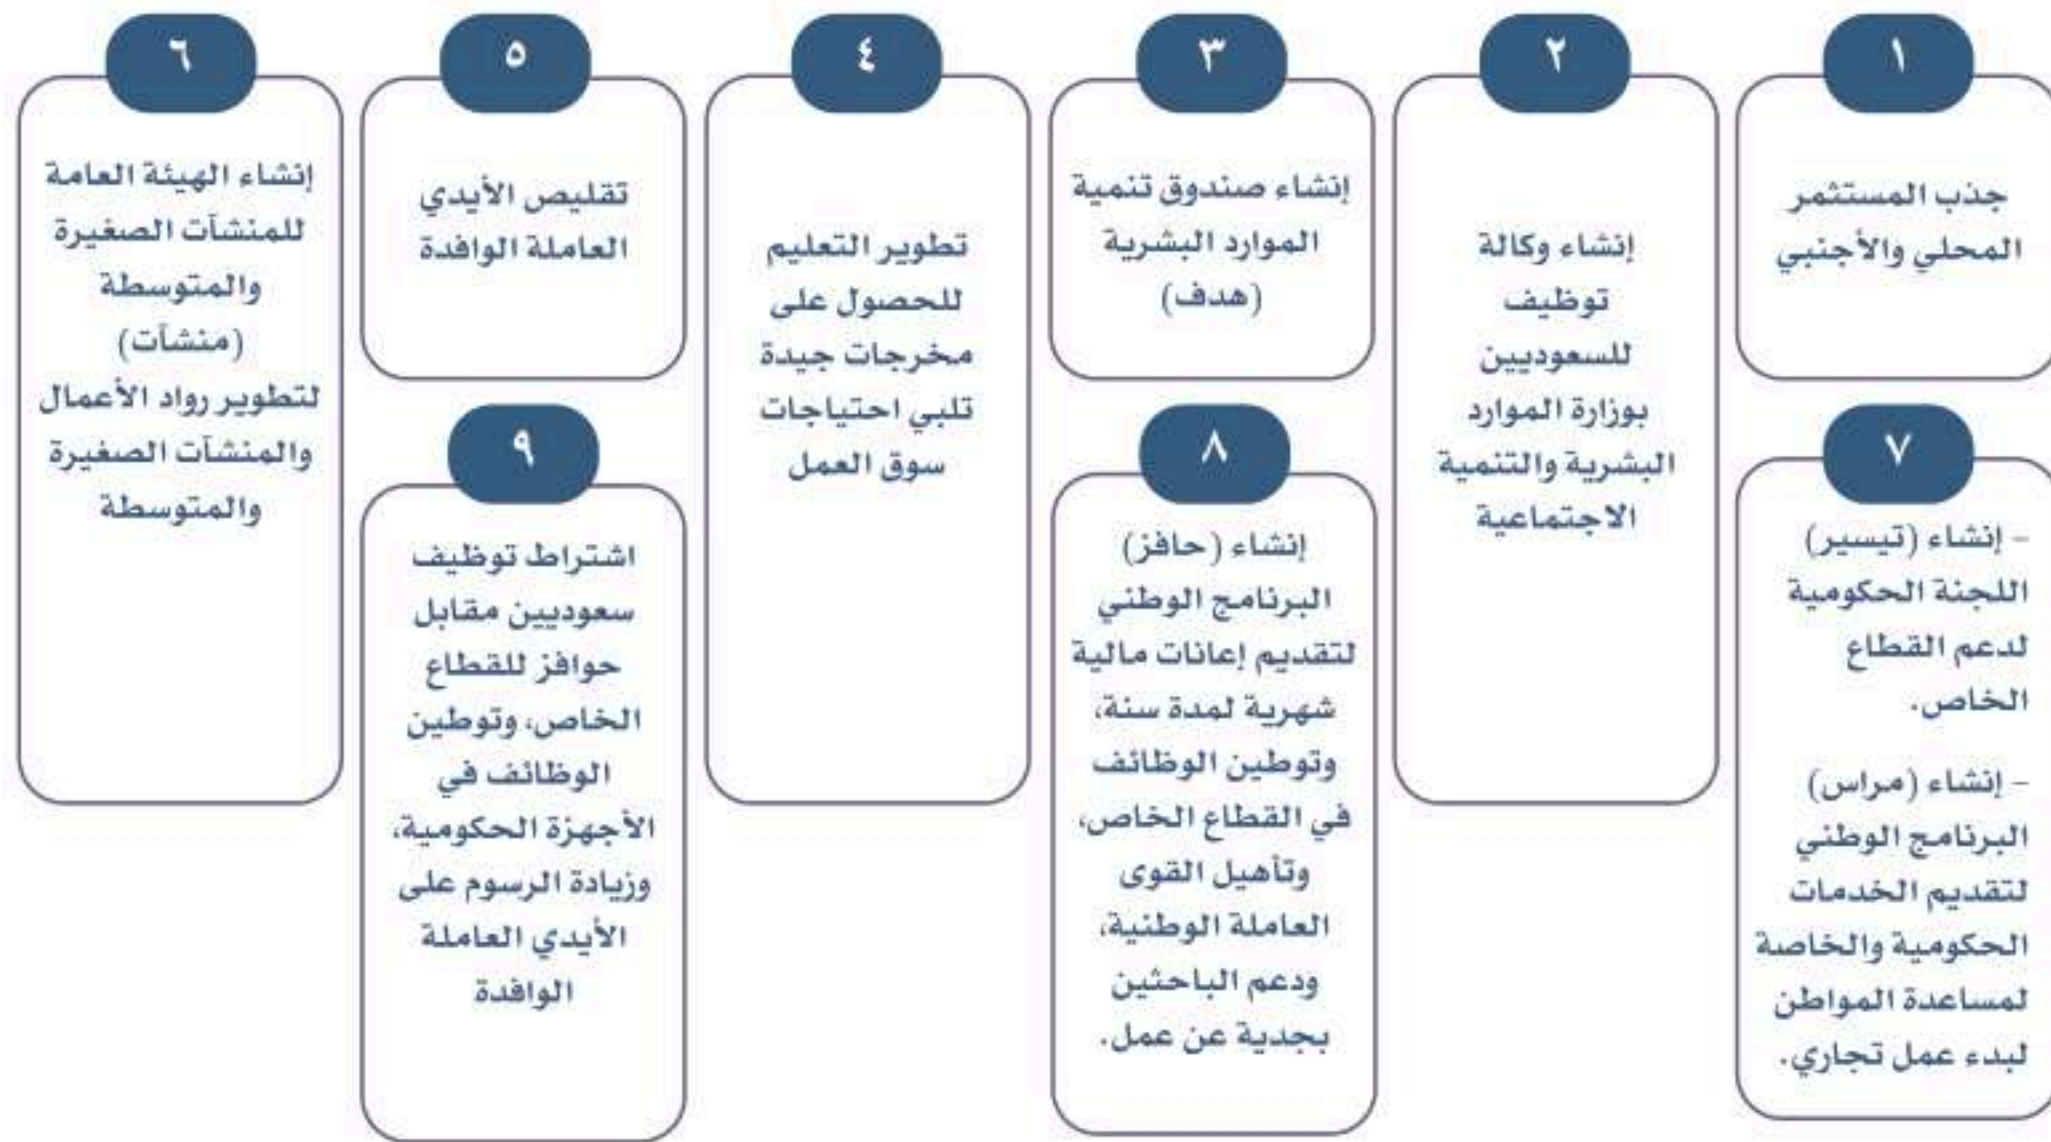 ١
جذب المستثمر
المحلي والأجنبي
٢
إنشاء وكالة
توظيف
للسعوديين
بوزارة الموارد
البشرية والتنمية
الاجتماعية
٣
إنشاء صندوق تنمية
الموارد البشرية
(هدف)
٤
تطوير التعليم
للحصول على
مخرجات جيدة
تلبي احتياجات
سوق العمل
٥
تقليص الأيدي
العاملة الوافدة
٦
إنشاء الهيئة العامة
للمنشآت الصغيرة
والمتوسطة
(منشآت)
لتطوير رواد الأعمال
والمنشآت الصغيرة
والمتوسطة
٧
– إنشاء (تيسير)
اللجنة الحكومية
لدعم القطاع
الخاص.
– إنشاء (مراس)
البرنامج الوطني
لتقديم الخدمات
الحكومية والخاصة
لمساعدة المواطن
لبدء عمل تجاري.
٨
إنشاء (حافز)
البرنامج الوطني
لتقديم إعانات مالية
شهرية لمدة سنة،
وتوطين الوظائف
في القطاع الخاص،
وتأهيل القوى
العاملة الوطنية،
ودعم الباحثين
بجدية عن عمل.
٩
اشتراط توظيف
سعوديين مقابل
حوافز للقطاع
الخاص، وتوطين
الوظائف في
الأجهزة الحكومية،
وزيادة الرسوم على
الأيدي العاملة
الوافدة